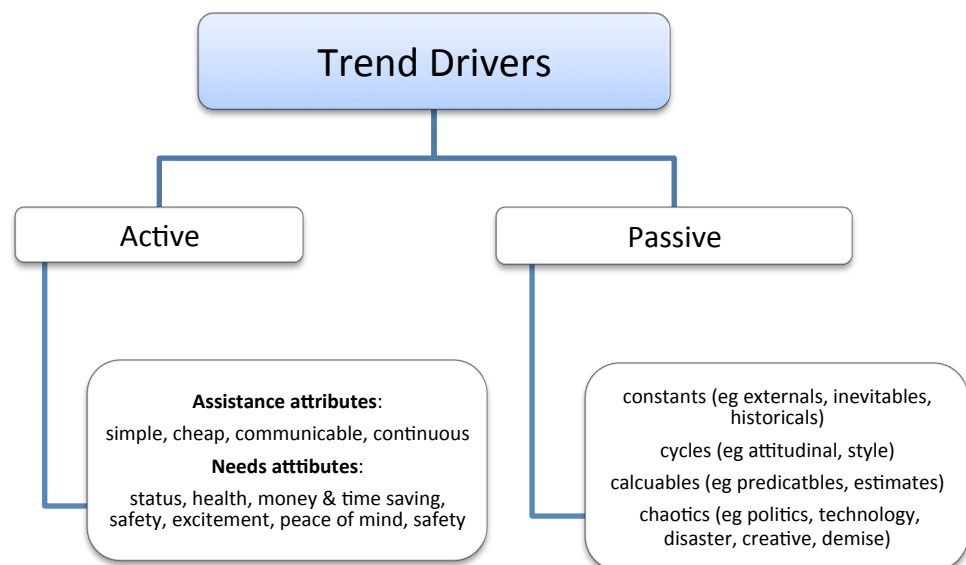 Trend Drivers
Active
Passive
Assistance attributes:
simple, cheap, communicable, continuous
Needs attibutes:
status, health, money & time saving,
safety, excitement, peace of mind, safety
constants (eg externals, inevitables,
historicals)
cycles (eg attitudinal, style)
calcuables (eg predicatbles, estimates)
chaotics (eg politics, technology,
disaster, creative, demise)